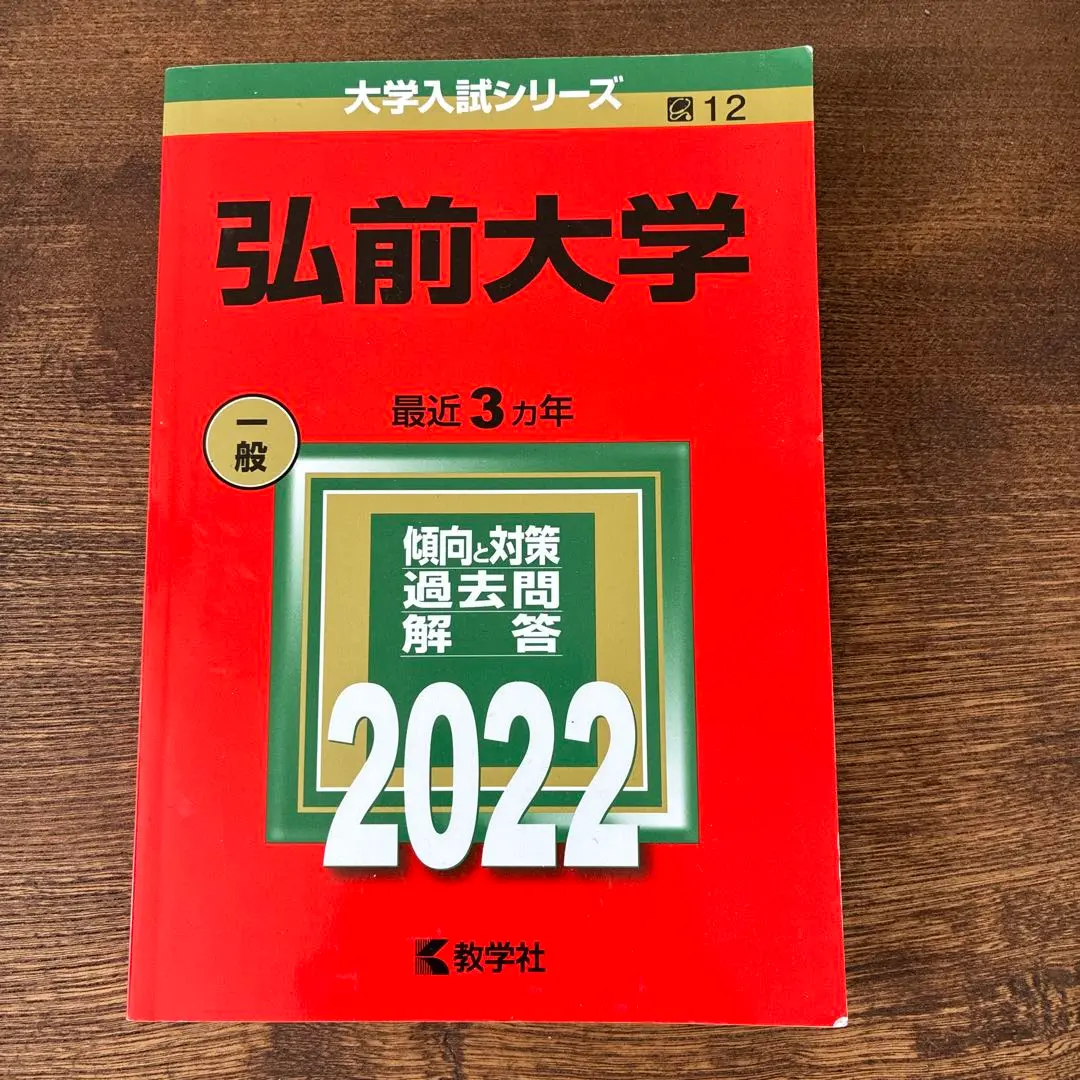 大学入試シリーズ
12
弘前大学
最近3カ年
一般
傾向と対策
過去問
解答
2022
教学社